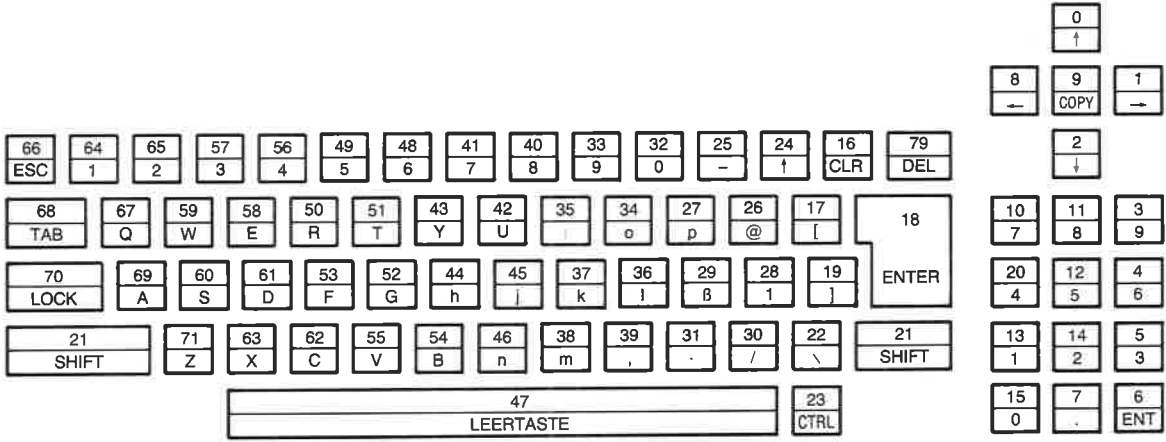 0
↑
8 9 1
← COPY →
66 64 65 57 56 49 48 41 40 33 32 25 24 16 79 2
ESC 1 2 3 4 5 6 7 8 9 0 – ↑ CLR DEL ↓
68 67 59 58 50 51 43 42 35 34 27 26 17 18 10 11 3
TAB Q W E R T Y U o p @ [ 7 8 9
70 69 60 61 53 52 44 45 37 36 29 28 19 ENTER 20 12 4
LOCK A S D F G h j k l ß 1 ] 4 5 6
21 71 63 62 55 54 46 38 39 31 30 22 21 13 14 5
SHIFT Z X C V B n m , . / \ SHIFT 1 2 3
47 23 15 7 6
LEERTASTE CTRL 0 . ENT